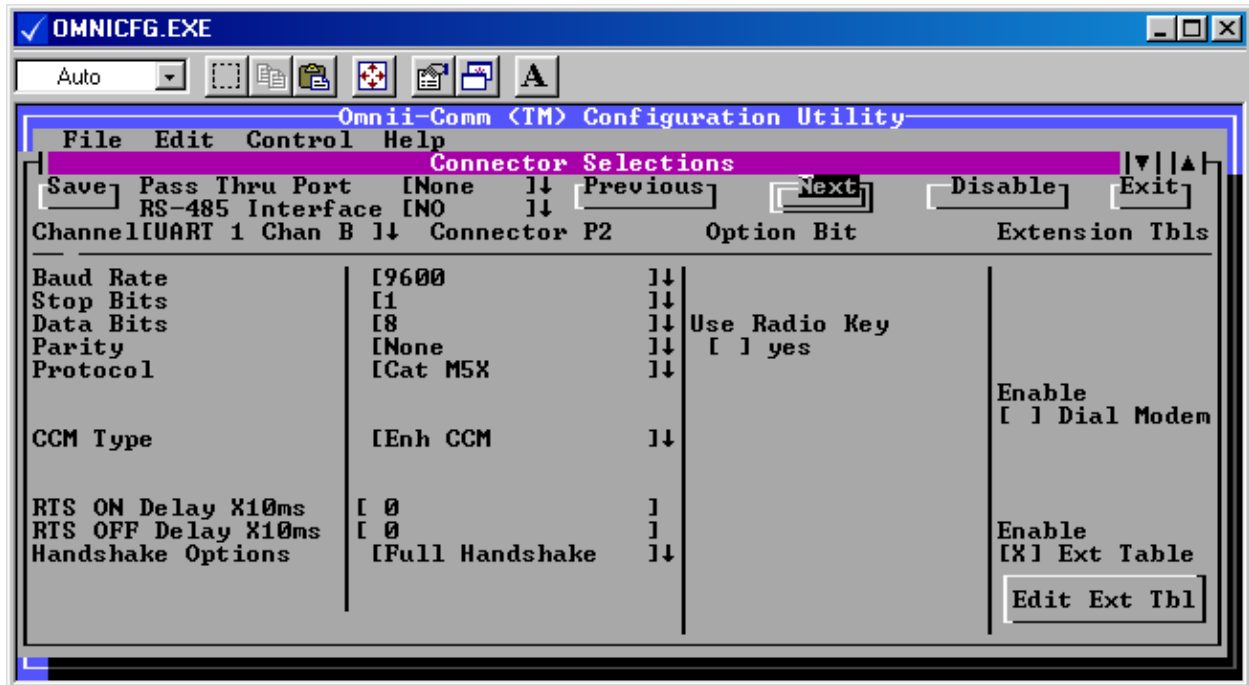 OMNICFG.EXE
Auto A
Omnii-Comm (TM) Configuration Utility
File Edit Control Help
Connector Selections
Save Pass Thru Port [None ]↓ Previous Next Disable Exit
RS-485 Interface [NO ]↓
Channel[UART 1 Chan B ]↓ Connector P2 Option Bit Extension Tbls
Baud Rate [9600 ]↓
Stop Bits [1 ]↓
Data Bits [8 ]↓ Use Radio Key
Parity [None ]↓ [ ] yes
Protocol [Cat M5X ]↓
Enable
[ ] Dial Modem
CCM Type [Enh CCM ]↓
RTS ON Delay X10ms [ 0 ]
RTS OFF Delay X10ms [ 0 ] Enable
Handshake Options [Full Handshake ]↓ [X] Ext Table
Edit Ext Tbl